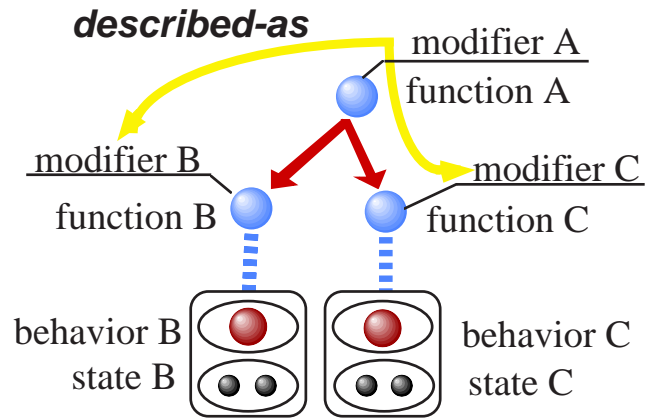 described-as
modifier A
function A
modifier B
function B
modifier C
function C
behavior B
state B
behavior C
state C